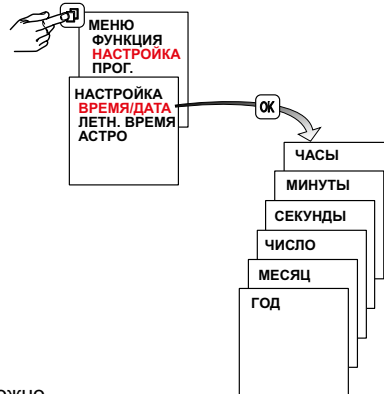 МЕНЮ
ФУНКЦИЯ
НАСТРОЙКА
ПРОГ.
НАСТРОЙКА
ВРЕМЯ/ДАТА
ЛЕТН. ВРЕМЯ
АСТРО
OK
ЧАСЫ
МИНУТЫ
СЕКУНДЫ
ЧИСЛО
МЕСЯЦ
ГОД